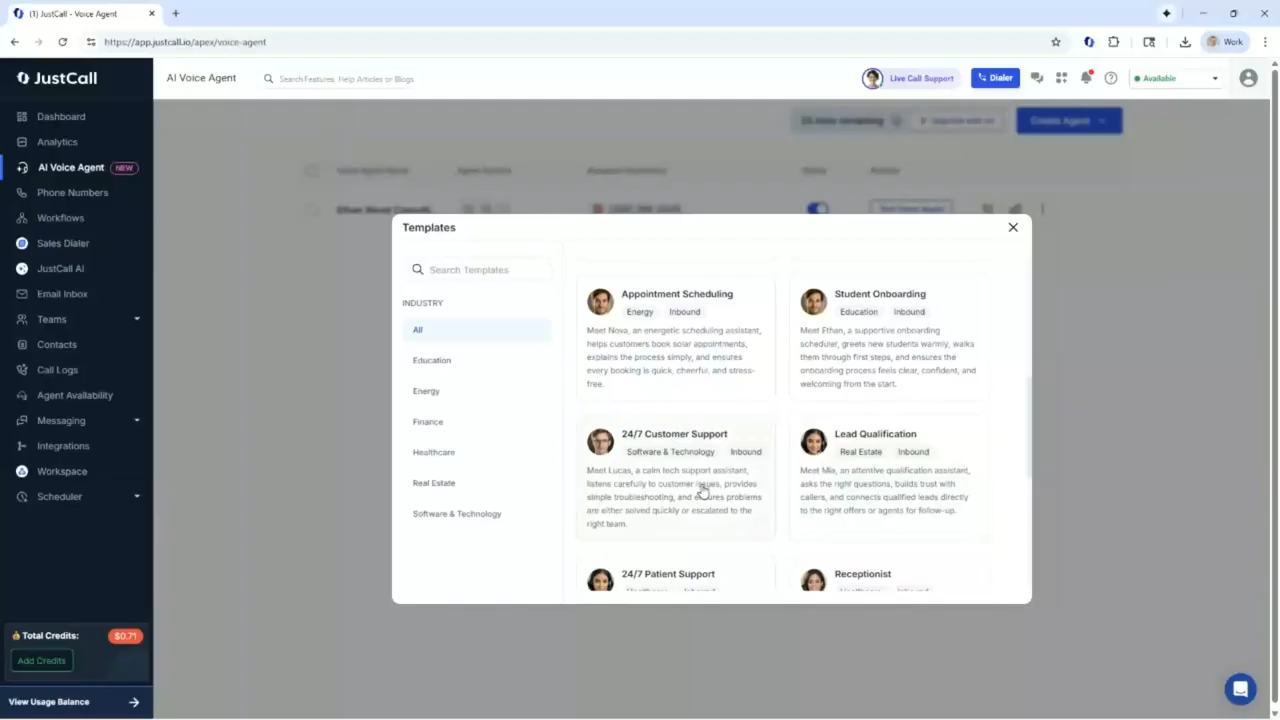 (1) JustCall - Voice Agent
https://app.justcall.io/apex/voice-agent
Work
JustCall
AI Voice Agent
Search Features, Help Articles or Blogs
Live Call Support
Dialer
Available
Dashboard
Analytics
AI Voice Agent NEW
Phone Numbers
Workflows
Sales Dialer
JustCall AI
Email Inbox
Teams
Contacts
Call Logs
Agent Availability
Messaging
Integrations
Workspace
Scheduler
Total Credits: $0.71
Add Credits
View Usage Balance
Create Agent
Templates
Search Templates
INDUSTRY
All
Education
Energy
Finance
Healthcare
Real Estate
Software & Technology
Appointment Scheduling
Energy Inbound
Meet Nova, an energetic scheduling assistant,
helps customers book solar appointments,
explains the process simply, and ensures
every booking is quick, cheerful, and stress-
free.
Student Onboarding
Education Inbound
Meet Ethan, a supportive onboarding
scheduler, greets new students warmly, walks
them through first steps, and ensures the
onboarding process feels clear, confident, and
welcoming from the start.
24/7 Customer Support
Software & Technology Inbound
Meet Lucas, a calm tech support assistant,
listens carefully to customer issues, provides
simple troubleshooting, and ensures problems
are either solved quickly or escalated to the
right team.
Lead Qualification
Real Estate Inbound
Meet Mia, an attentive qualification assistant,
asks the right questions, builds trust with
callers, and connects qualified leads directly
to the right offers or agents for follow-up.
24/7 Patient Support
Healthcare Inbound
Receptionist
Healthcare Inbound